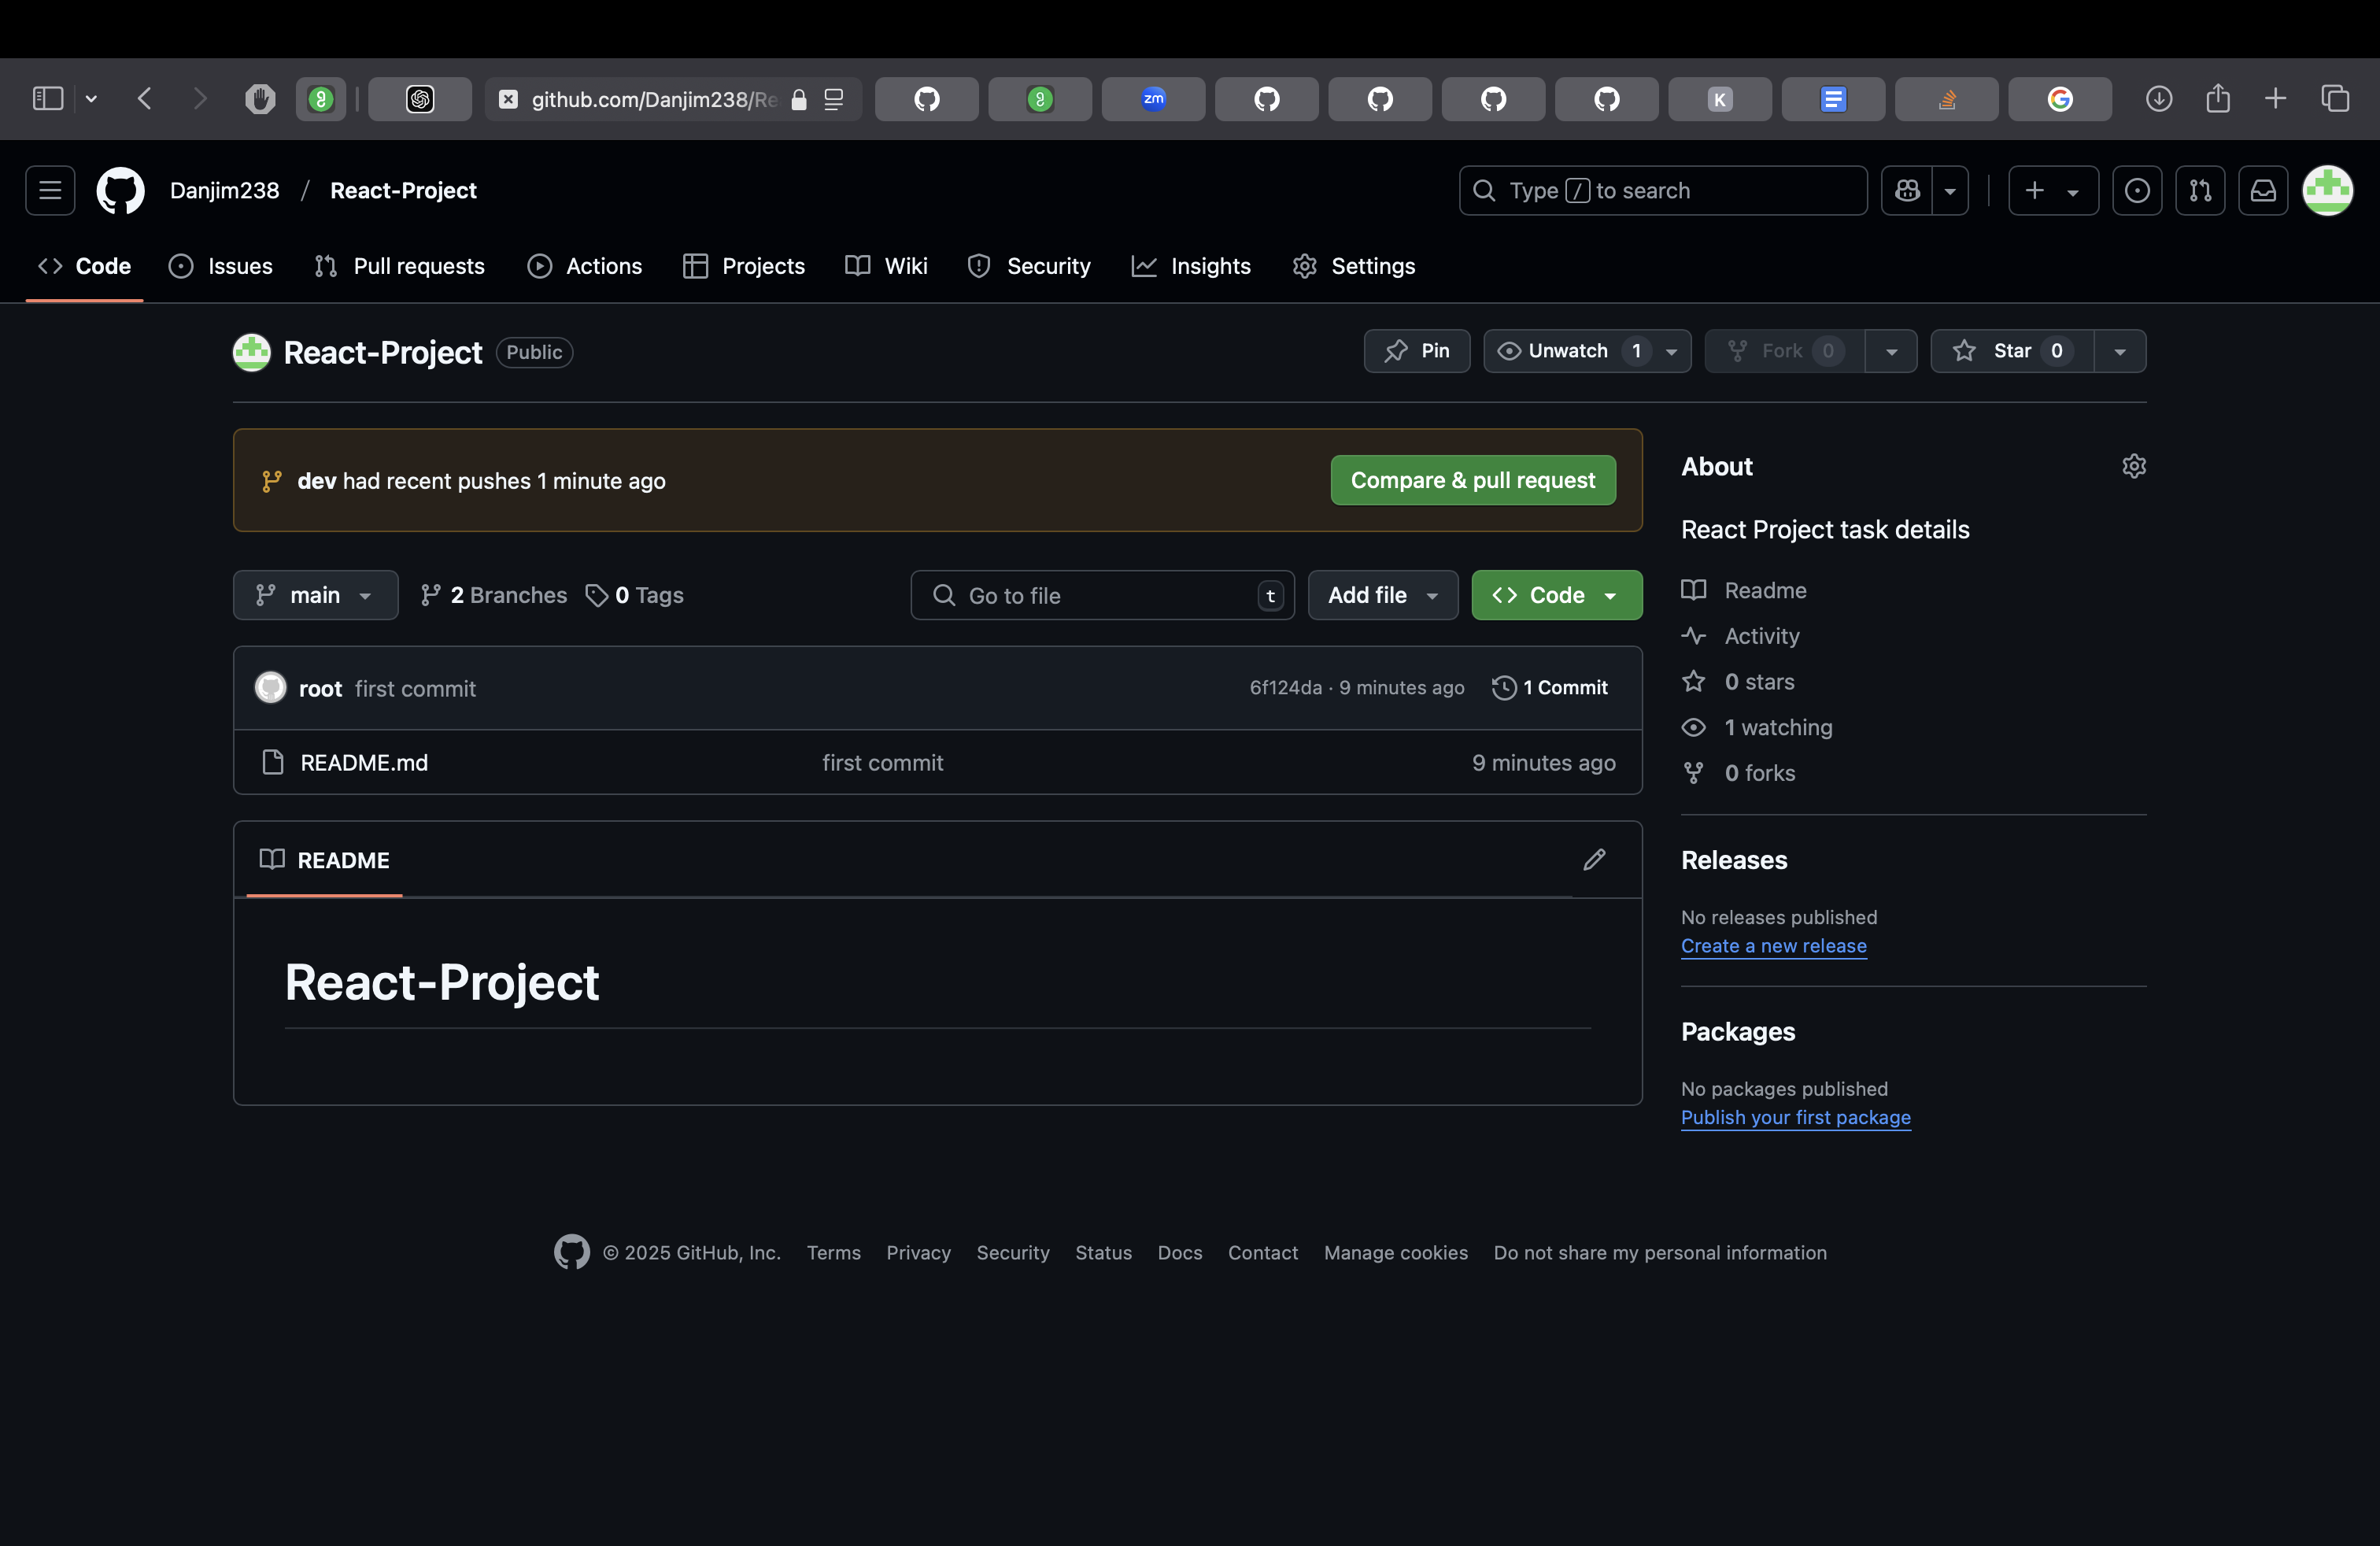 github.com/Danjim238/Re
zm
K
Danjim238 / React-Project
Type / to search
Code Issues Pull requests Actions Projects Wiki Security Insights Settings
React-Project Public
Pin Unwatch 1 Fork 0 Star 0
dev had recent pushes 1 minute ago
Compare & pull request
main 2 Branches 0 Tags
Go to file t
Add file
Code
root first commit
6f124da · 9 minutes ago
1 Commit
README.md first commit 9 minutes ago
README
React-Project
About
React Project task details
Readme
Activity
0 stars
1 watching
0 forks
Releases
No releases published
Create a new release
Packages
No packages published
Publish your first package
© 2025 GitHub, Inc. Terms Privacy Security Status Docs Contact Manage cookies Do not share my personal information